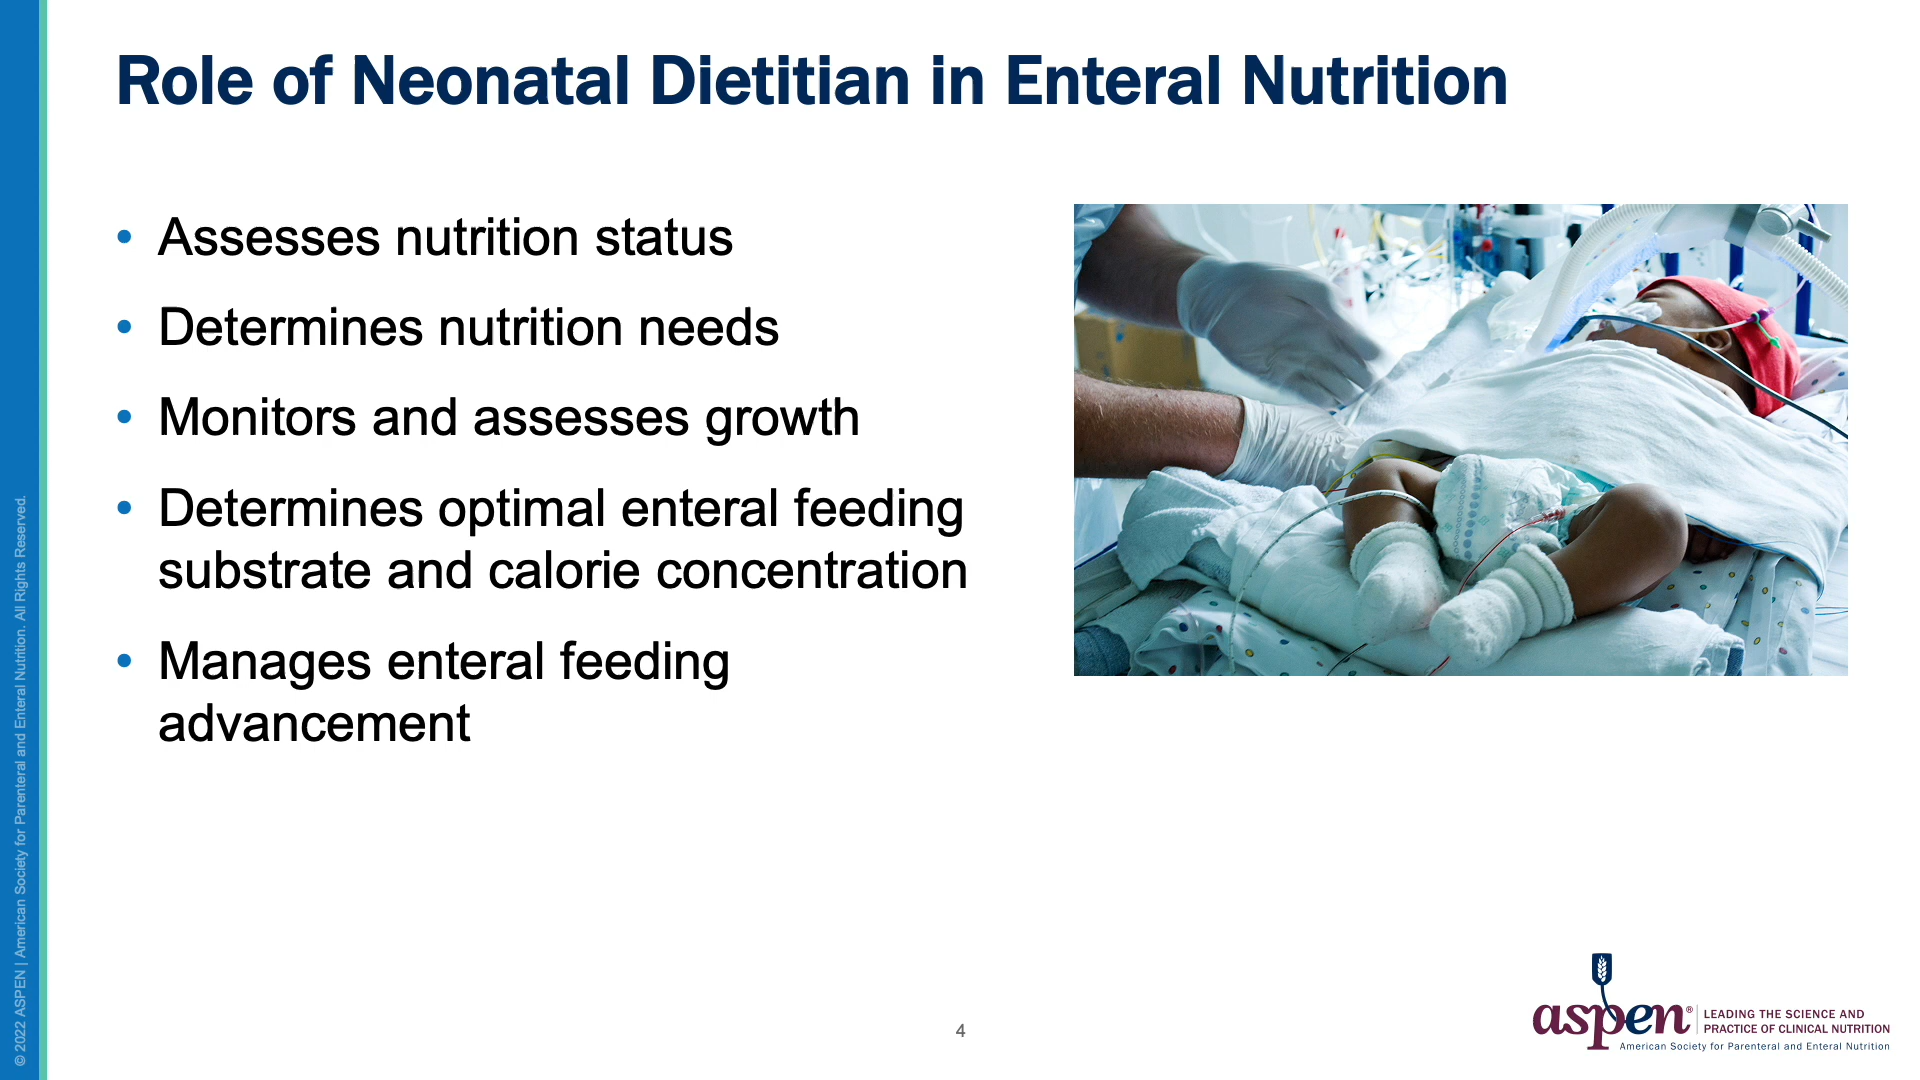 Role of Neonatal Dietitian in Enteral Nutrition
• Assesses nutrition status
• Determines nutrition needs
• Monitors and assesses growth
• Determines optimal enteral feeding
substrate and calorie concentration
• Manages enteral feeding
advancement
© 2022 ASPEN | American Society for Parenteral and Enteral Nutrition. All Rights Reserved.
4
aspen®
LEADING THE SCIENCE AND
PRACTICE OF CLINICAL NUTRITION
American Society for Parenteral and Enteral Nutrition